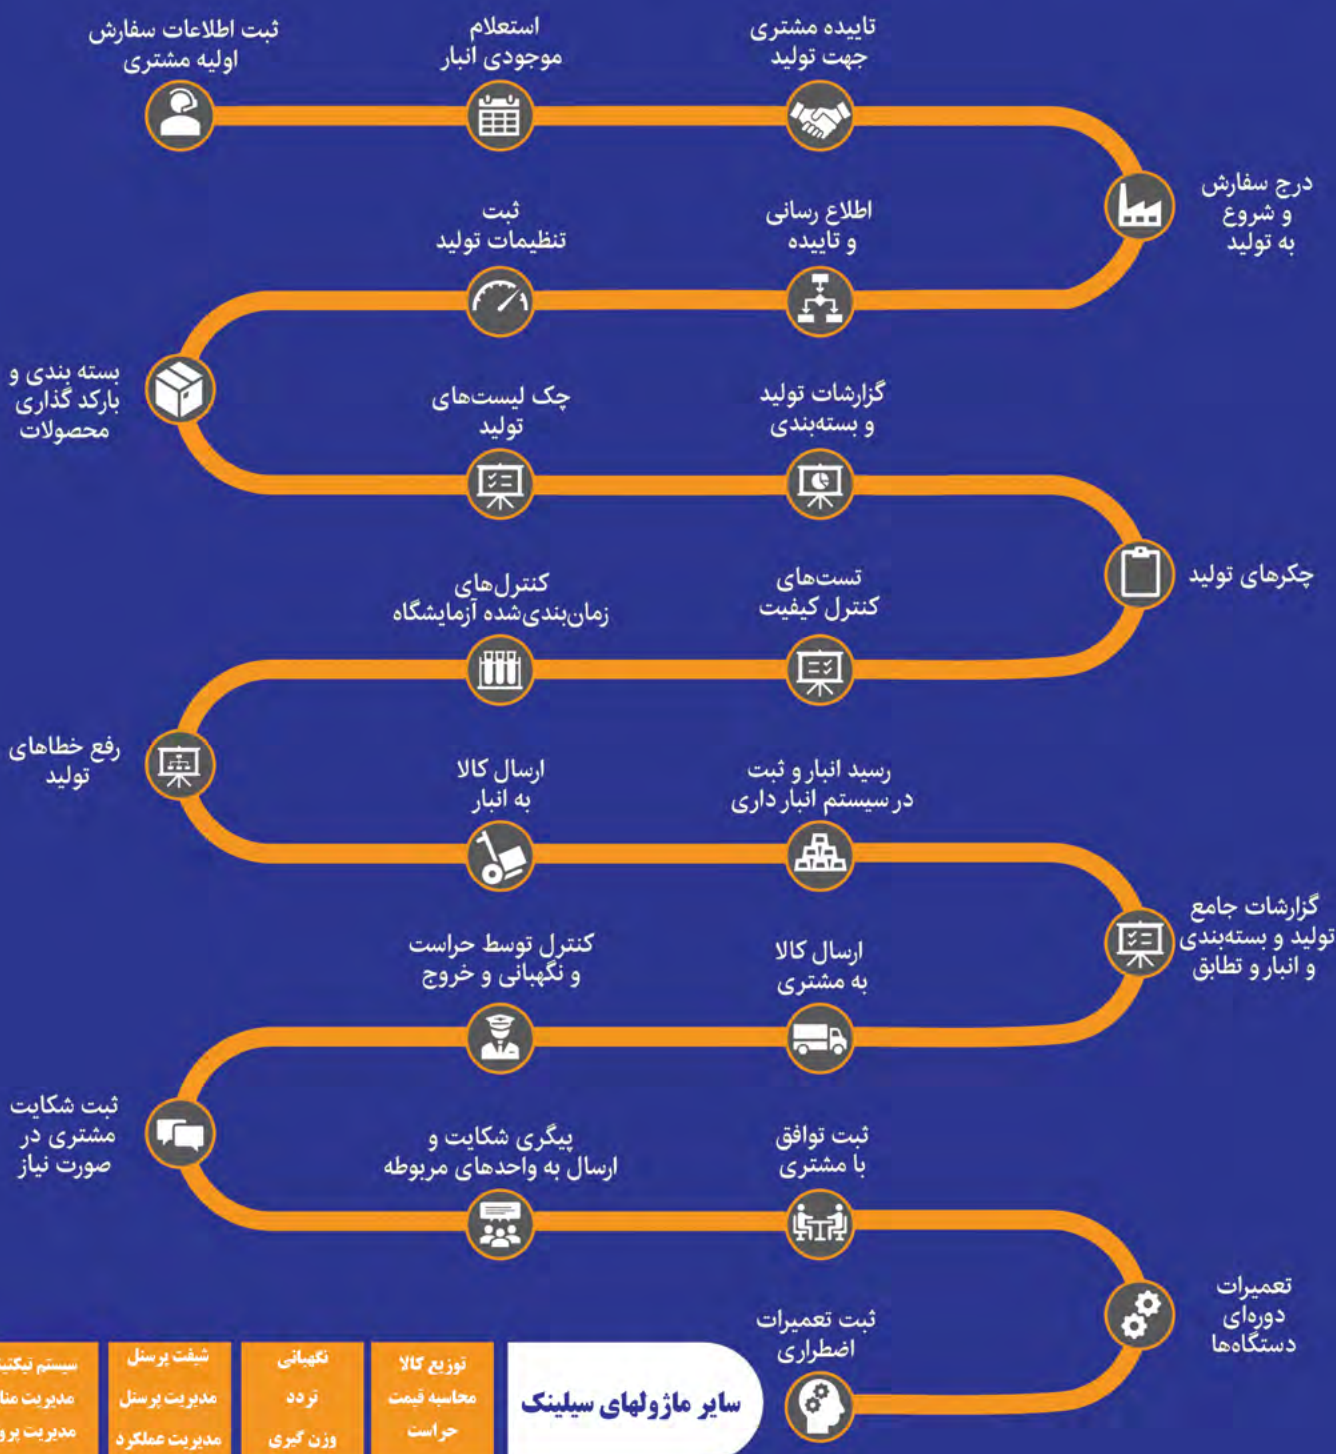 ثبت اطلاعات سفارش
اولیه مشتری
استعلام
موجودی انبار
تاییده مشتری
جهت تولید
درج سفارش
و شروع
به تولید
اطلاع رسانی
و تاییده
ثبت
تنظیمات تولید
بسته بندی و
بارکد گذاری
محصولات
چک لیست‌های
تولید
گزارشات تولید
و بسته‌بندی
چکرهای تولید
تست‌های
کنترل کیفیت
کنترل‌های
زمان‌بندی‌شده آزمایشگاه
رفع خطاهای
تولید
ارسال کالا
به انبار
رسید انبار و ثبت
در سیستم انبار داری
گزارشات جامع
تولید و بسته‌بندی
و انبار و تطابق
ارسال کالا
به مشتری
کنترل توسط حراست
و نگهبانی و خروج
ثبت شکایت
مشتری در
صورت نیاز
پیگری شکایت و
ارسال به واحدهای مربوطه
ثبت توافق
با مشتری
تعمیرات
دوره‌ای
دستگاه‌ها
ثبت تعمیرات
اضطراری
سایر ماژولهای سیلینک
توزیع کالا
محاسبه قیمت
حراست
نگهبانی
تردد
وزن گیری
شیفت پرسنل
مدیریت پرسنل
مدیریت عملکرد
سیستم
مدیریت
مدیریت